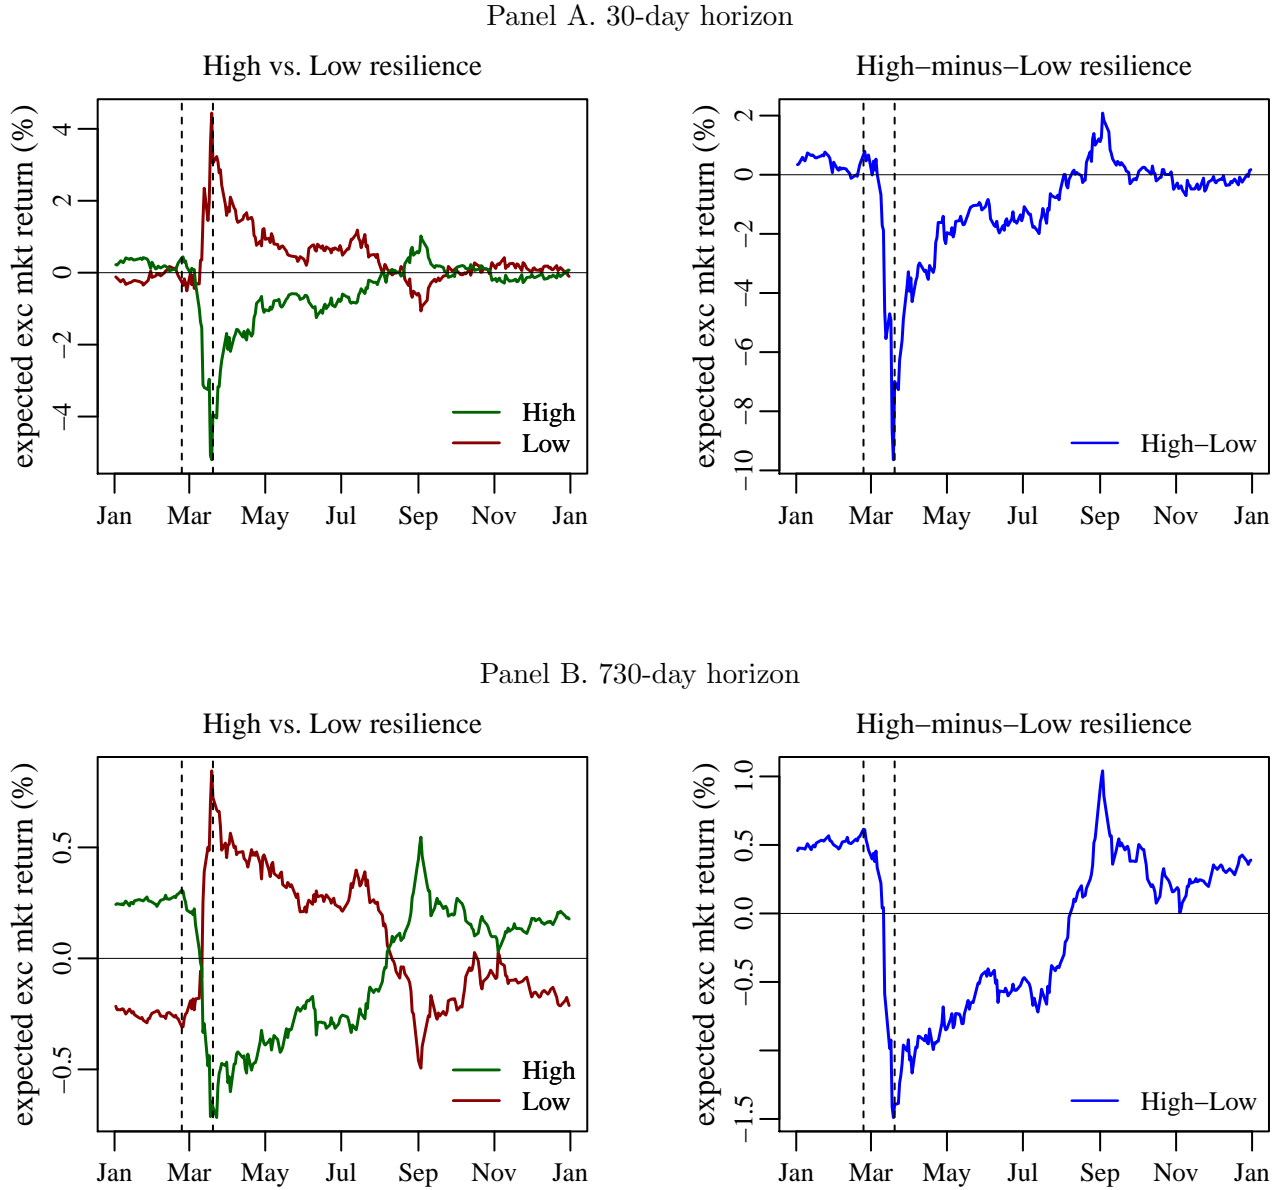 Panel A. 30-day horizon
High vs. Low resilience
expected exc mkt return (%)
4
2
0
−2
−4
High
Low
Jan Mar May Jul Sep Nov Jan
High−minus−Low resilience
expected exc mkt return (%)
2
0
−2
−4
−6
−8
−10
High−Low
Jan Mar May Jul Sep Nov Jan
Panel B. 730-day horizon
High vs. Low resilience
expected exc mkt return (%)
0.5
0.0
−0.5
High
Low
Jan Mar May Jul Sep Nov Jan
High−minus−Low resilience
expected exc mkt return (%)
1.0
0.5
0.0
−0.5
−1.5
High−Low
Jan Mar May Jul Sep Nov Jan